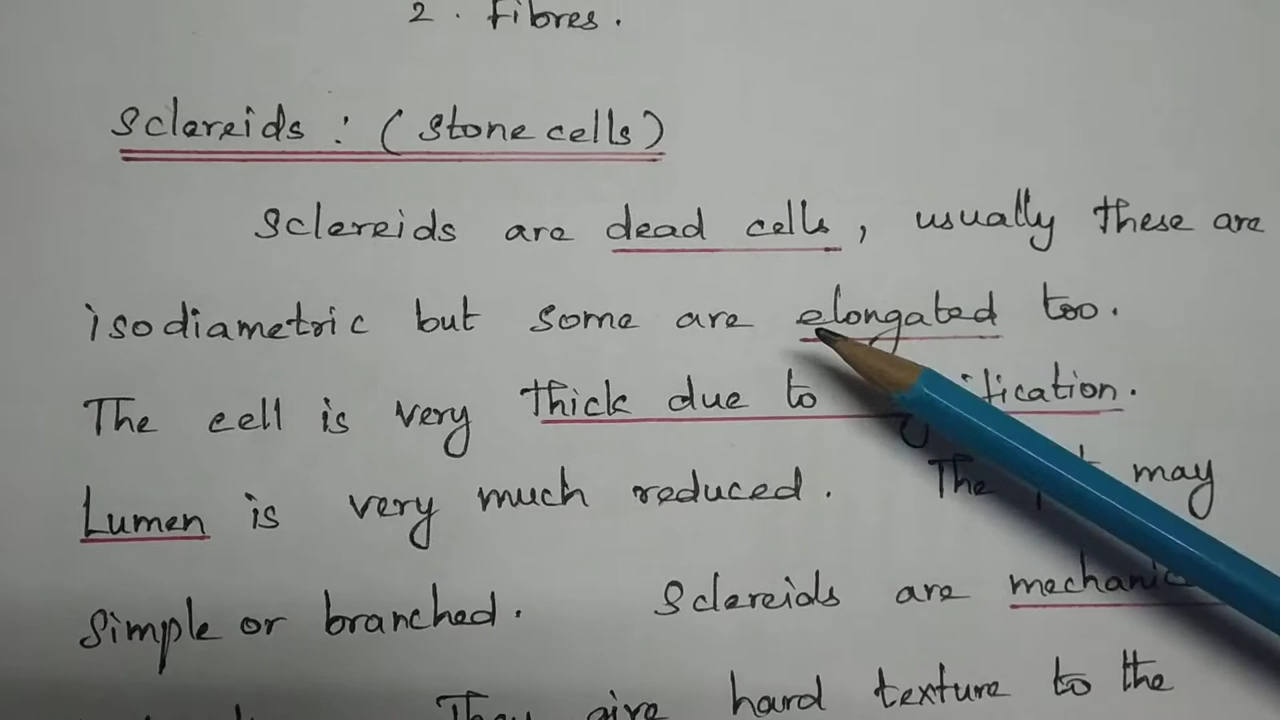 2. Fibres.
Sclereids : (Stone cells)
Sclereids are dead cells, usually these are
isodiametric but some are elongated too.
The cell is very thick due to
Lumen is very much reduced. The may
Simple or branched. Sclereids are
They give hard texture to the